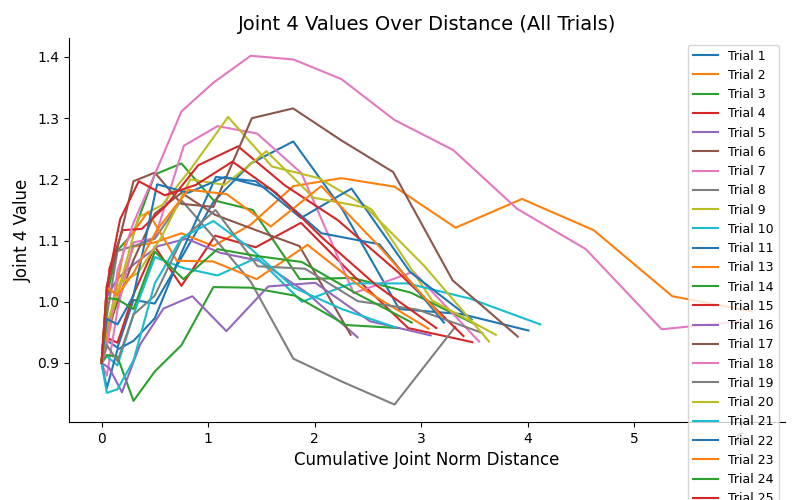 Joint 4 Values Over Distance (All Trials)
Joint 4 Value
1.4
1.3
1.2
1.1
1.0
0.9
0
1
2
3
4
5
Cumulative Joint Norm Distance
Trial 1
Trial 2
Trial 3
Trial 4
Trial 5
Trial 6
Trial 7
Trial 8
Trial 9
Trial 10
Trial 11
Trial 13
Trial 14
Trial 15
Trial 16
Trial 17
Trial 18
Trial 19
Trial 20
Trial 21
Trial 22
Trial 23
Trial 24
Trial 25